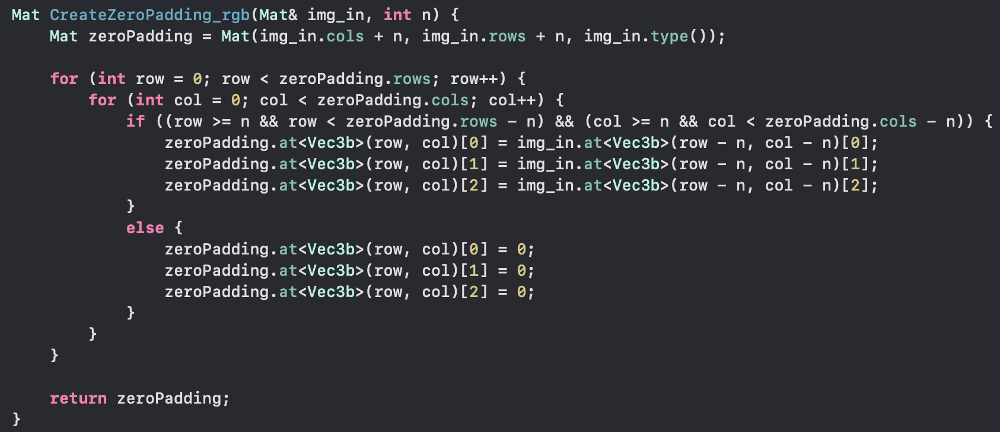 Mat CreateZeroPadding_rgb(Mat& img_in, int n) {
    Mat zeroPadding = Mat(img_in.cols + n, img_in.rows + n, img_in.type());

    for (int row = 0; row < zeroPadding.rows; row++) {
        for (int col = 0; col < zeroPadding.cols; col++) {
            if ((row >= n && row < zeroPadding.rows - n) && (col >= n && col < zeroPadding.cols - n)) {
                zeroPadding.at<Vec3b>(row, col)[0] = img_in.at<Vec3b>(row - n, col - n)[0];
                zeroPadding.at<Vec3b>(row, col)[1] = img_in.at<Vec3b>(row - n, col - n)[1];
                zeroPadding.at<Vec3b>(row, col)[2] = img_in.at<Vec3b>(row - n, col - n)[2];
            }
            else {
                zeroPadding.at<Vec3b>(row, col)[0] = 0;
                zeroPadding.at<Vec3b>(row, col)[1] = 0;
                zeroPadding.at<Vec3b>(row, col)[2] = 0;
            }
        }
    }

    return zeroPadding;
}